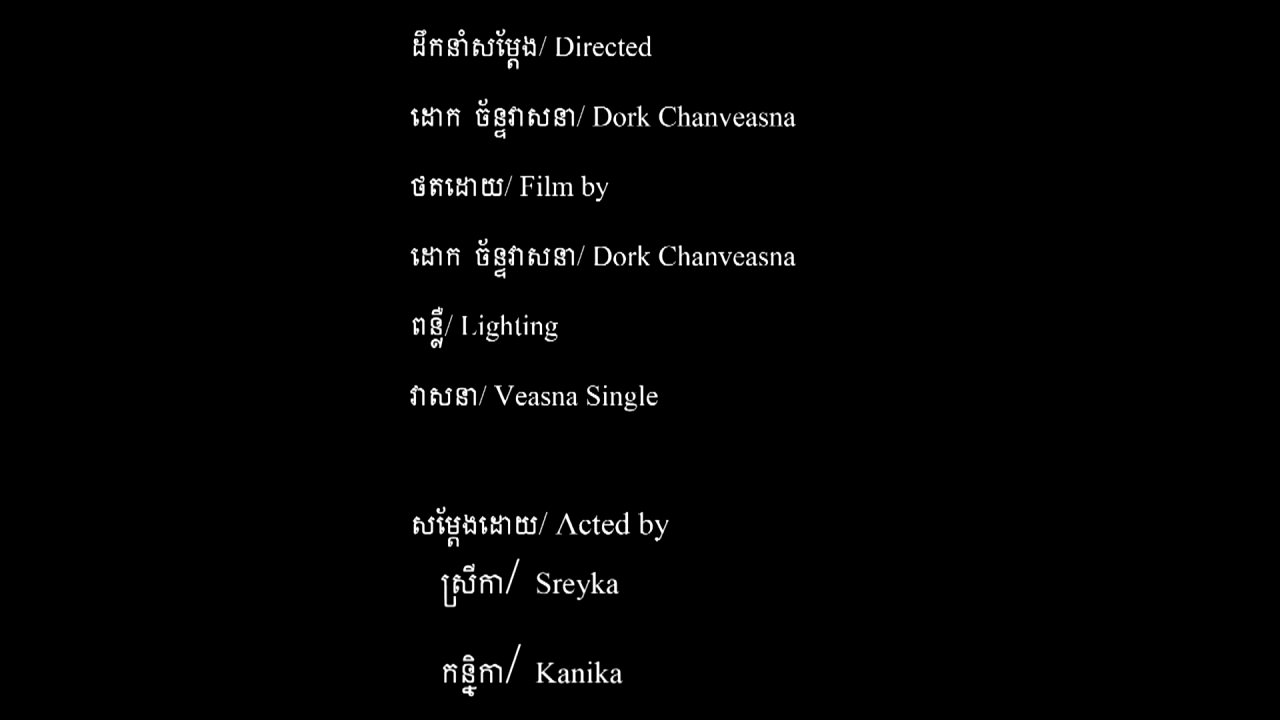 ដឹកនាំសម្តែង/ Directed
ដោក ច័ន្ទវាសនា/ Dork Chanveasna
ថតដោយ/ Film by
ដោក ច័ន្ទវាសនា/ Dork Chanveasna
ពន្លឺ/ Lighting
វាសនា/ Veasna Single
សម្តែងដោយ/ Acted by
ស្រីកា/ Sreyka
កន្និកា/ Kanika